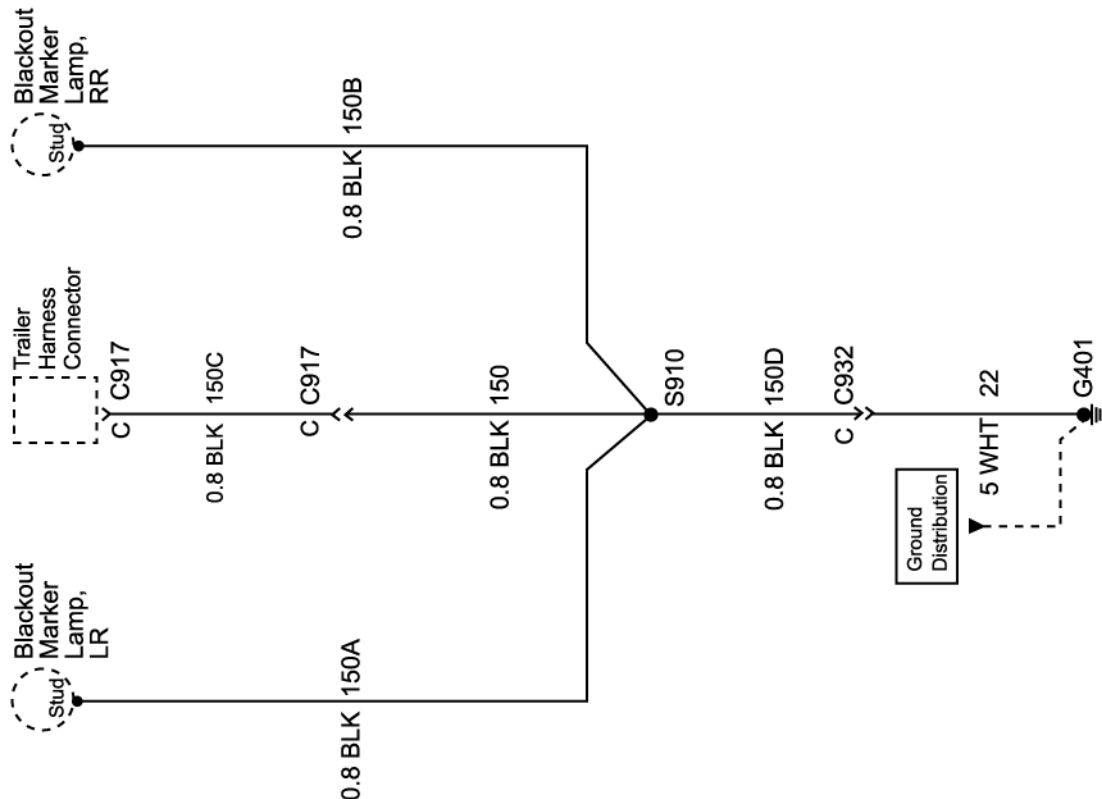 Blackout
Marker
Lamp,
RR
Stud
0.8 BLK 150B
Trailer
Harness
Connector
C C917
0.8 BLK 150C
C C917
0.8 BLK 150
S910
0.8 BLK 150D
C C932
5 WHT 22
G401
Ground
Distribution
Blackout
Marker
Lamp,
LR
Stud
0.8 BLK 150A